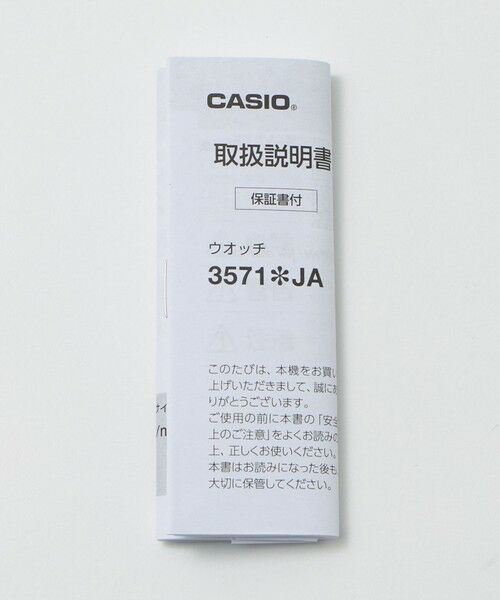 CASIO®
取扱説明書
保証書付
ウオッチ
3571✻JA
このたびは、本機をお買い
上げいただきまして、誠にあ
りがとうございます。
ご使用の前に本書の「安全
上のご注意」をよくお読みの
上、正しくお使いください。
本書はお読みになった後も、
大切に保管してください。
サイ
/n